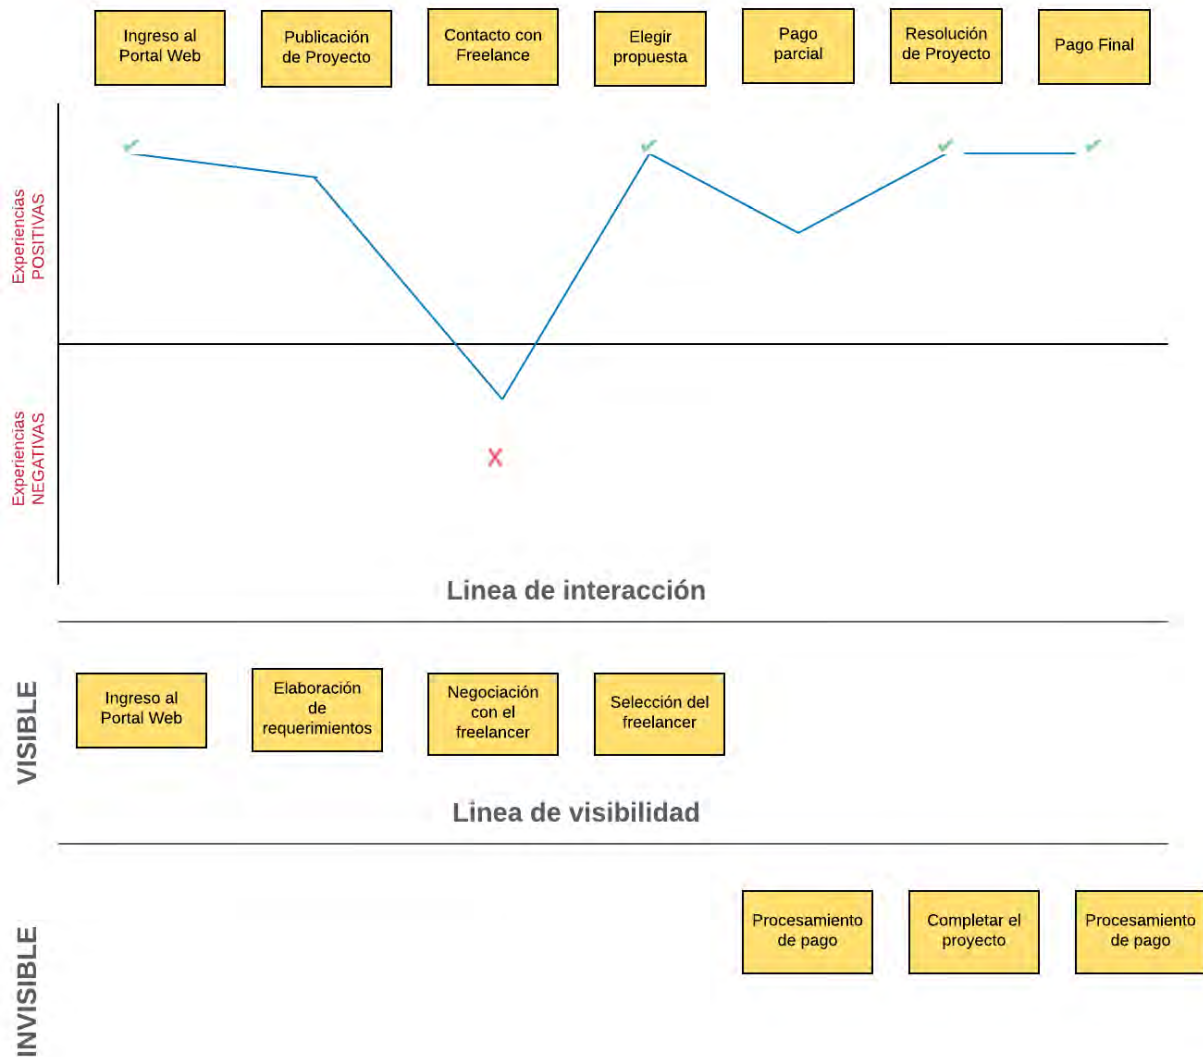 Ingreso al
Portal Web
Publicación
de Proyecto
Contacto con
Freelance
Elegir
propuesta
Pago
parcial
Resolución
de Proyecto
Pago Final
Experiencias
POSITIVAS
Experiencias
NEGATIVAS
X
Linea de interacción
VISIBLE
Ingreso al
Portal Web
Elaboración
de
requerimientos
Negociación
con el
freelancer
Selección del
freelancer
Linea de visibilidad
INVISIBLE
Procesamiento
de pago
Completar el
proyecto
Procesamiento
de pago